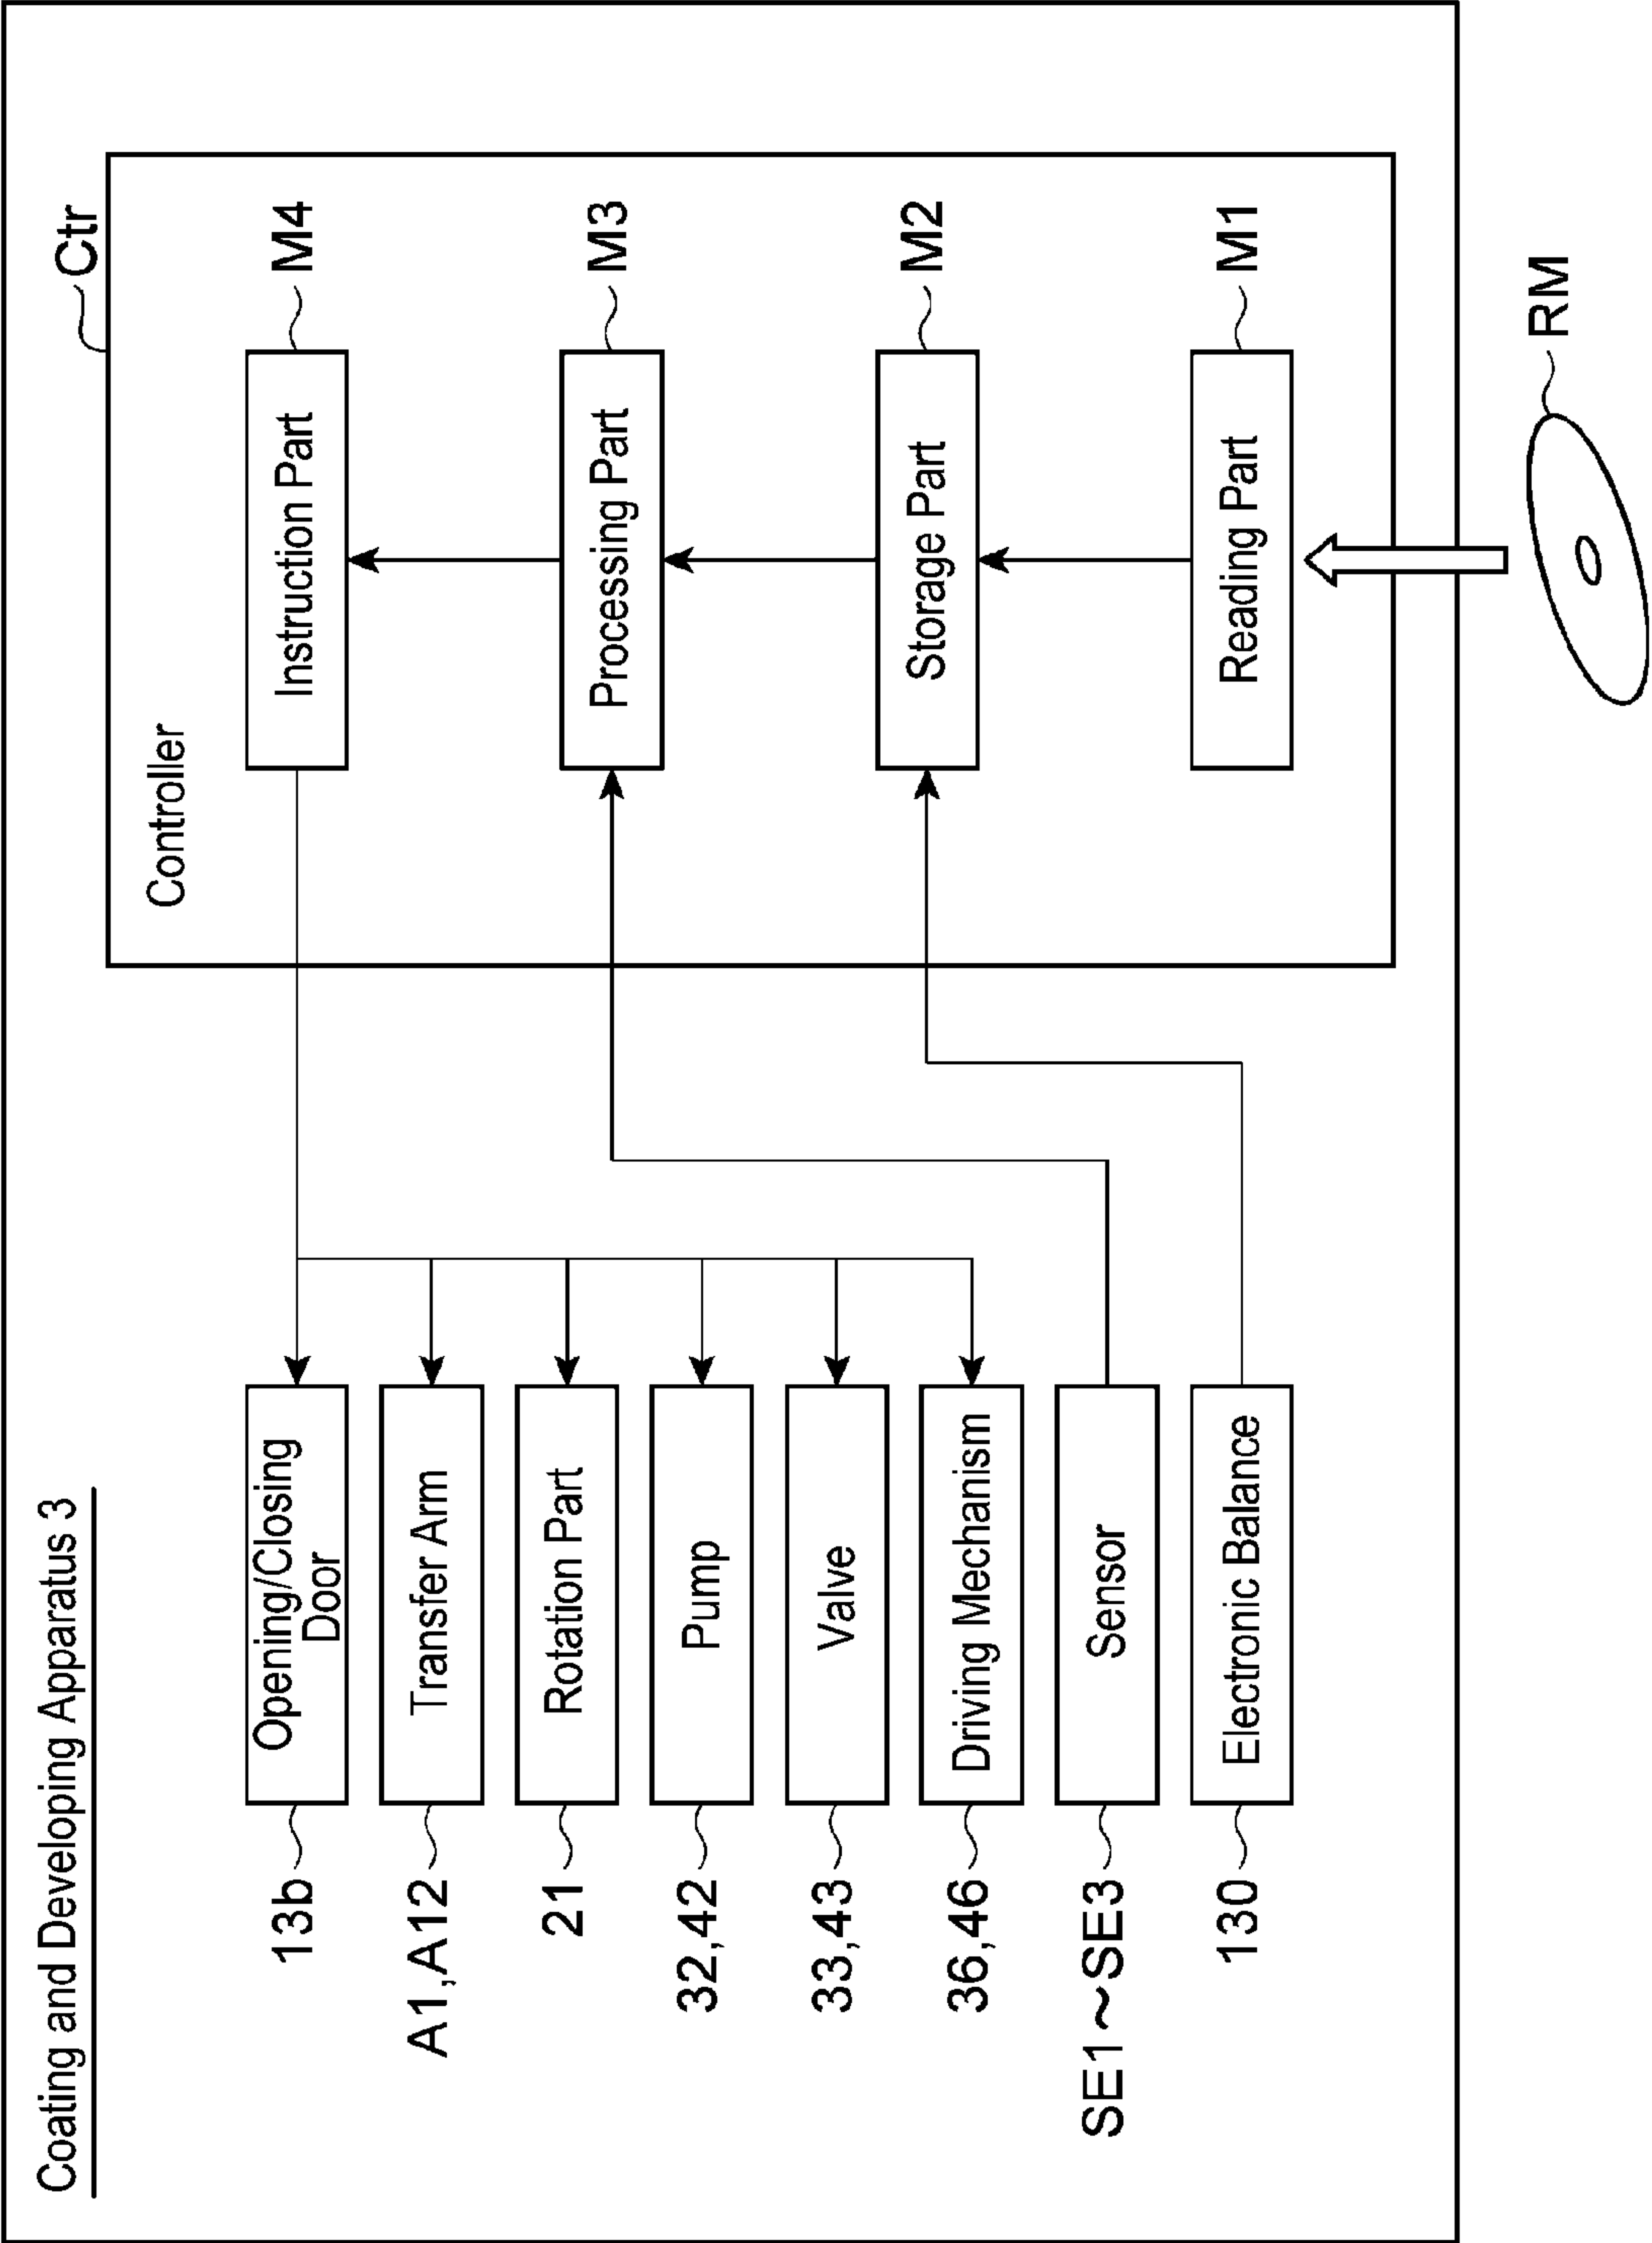 Coating and Developing Apparatus 3
Ctr
Controller
13b
Opening/Closing
Door
Instruction Part
M4
A1,A12
Transfer Arm
21
Rotation Part
Processing Part
M3
32,42
Pump
33,43
Valve
36,46
Driving Mechanism
Storage Part
M2
SE1~SE3
Sensor
130
Electronic Balance
Reading Part
M1
RM